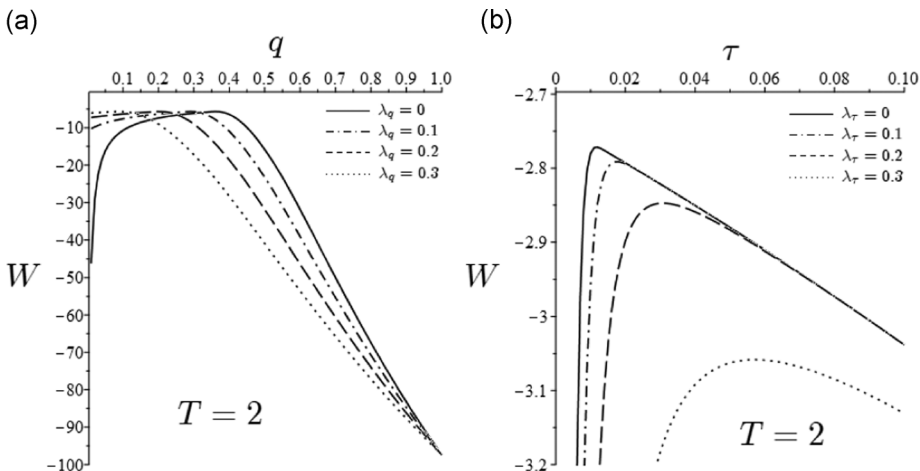 (a)
q
0.1 0.2 0.3 0.4 0.5 0.6 0.7 0.8 0.9 1.0
−10
−20
−30
−40
−50
−60
−70
−80
−90
−100
W
λq = 0
λq = 0.1
λq = 0.2
λq = 0.3
T = 2
(b)
τ
0 0.02 0.04 0.06 0.08 0.10
−2.7
−2.8
−2.9
−3
−3.1
−3.2
W
λτ = 0
λτ = 0.1
λτ = 0.2
λτ = 0.3
T = 2